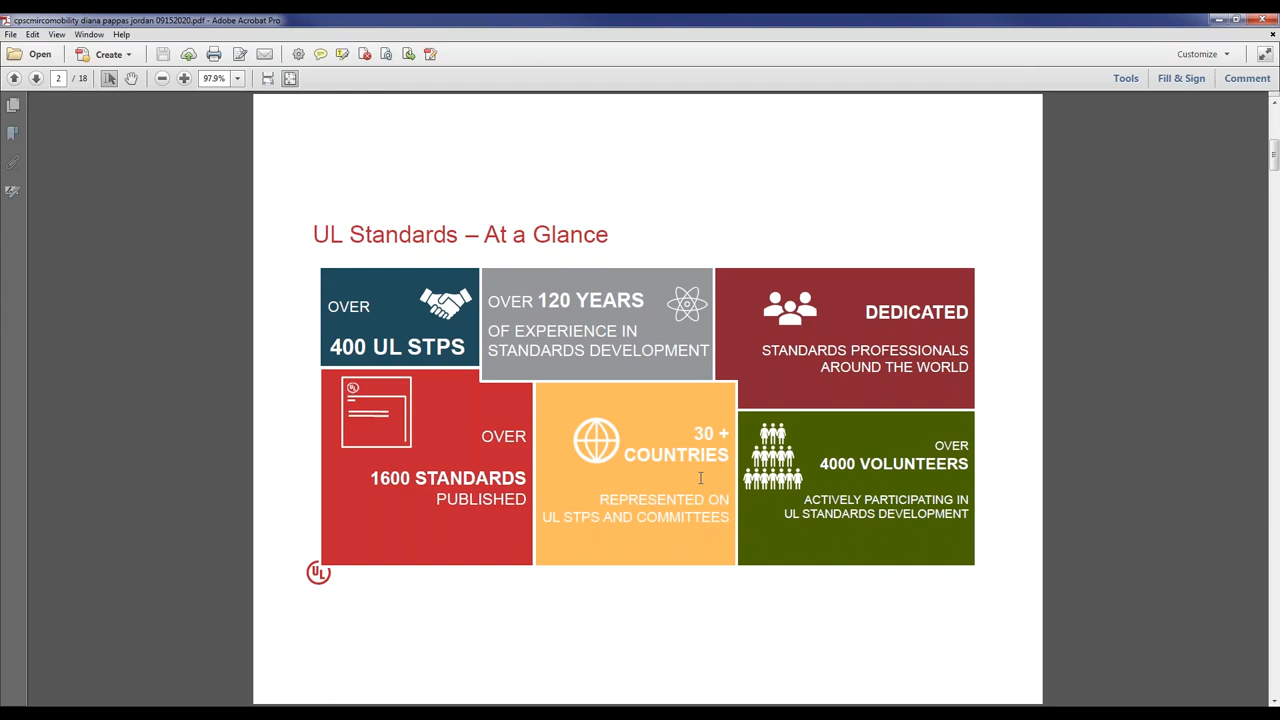 cpscmircomobility diana pappas jordan 09152020.pdf - Adobe Acrobat Pro
File Edit View Window Help
Open Create Customize
2 / 18 97.9% Tools Fill & Sign Comment
UL Standards – At a Glance
OVER
400 UL STPS
OVER 120 YEARS
OF EXPERIENCE IN
STANDARDS DEVELOPMENT
DEDICATED
STANDARDS PROFESSIONALS
AROUND THE WORLD
UL
OVER
1600 STANDARDS
PUBLISHED
30 +
COUNTRIES
REPRESENTED ON
UL STPS AND COMMITTEES
OVER
4000 VOLUNTEERS
ACTIVELY PARTICIPATING IN
UL STANDARDS DEVELOPMENT
UL